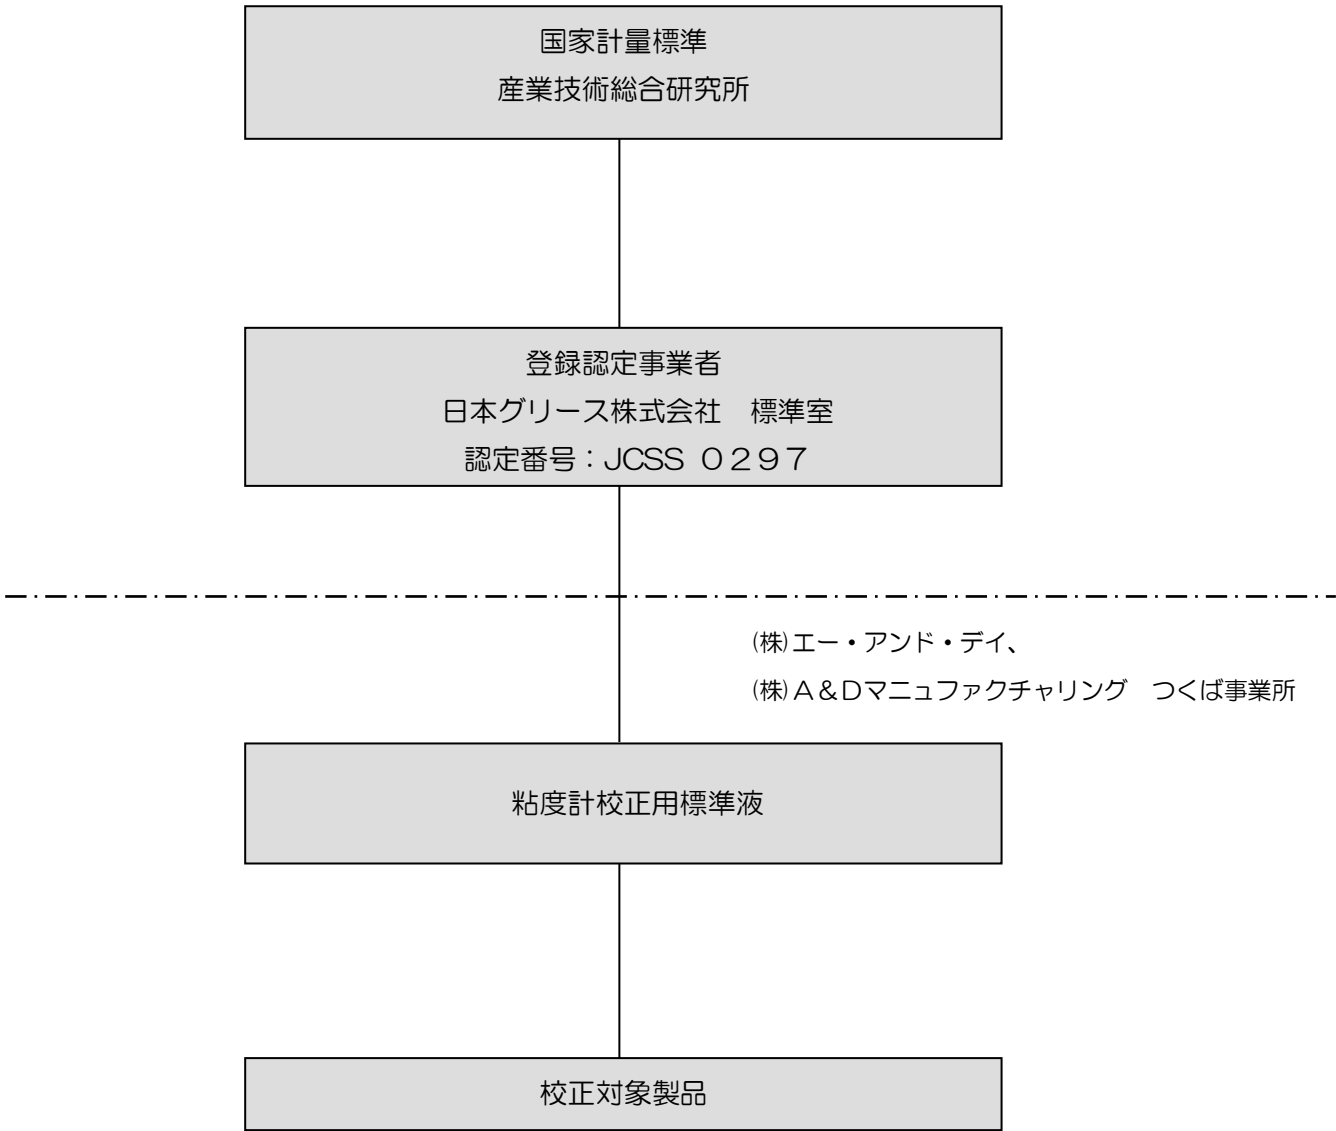 国家計量標準
産業技術総合研究所
登録認定事業者
日本グリース株式会社　標準室
認定番号：JCSS ０２９７
㈱エー・アンド・デイ、
㈱Ａ＆Ｄマニュファクチャリング　つくば事業所
粘度計校正用標準液
校正対象製品